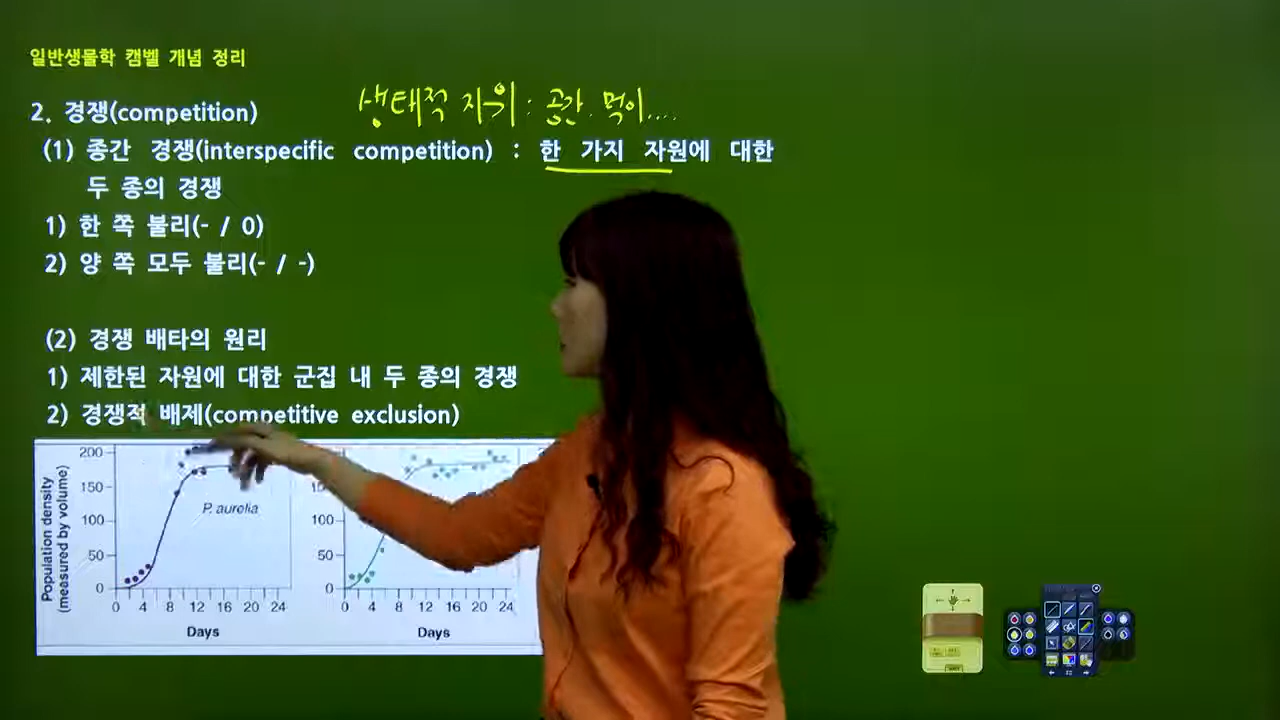 일반생물학 캠벨 개념 정리
생태적 지위 : 공간. 먹이....
2. 경쟁(competition)
(1) 종간 경쟁(interspecific competition) : 한 가지 자원에 대한
두 종의 경쟁
1) 한 쪽 불리(- / 0)
2) 양 쪽 모두 불리(- / -)
(2) 경쟁 배타의 원리
1) 제한된 자원에 대한 군집 내 두 종의 경쟁
2) 경쟁적 배제(competitive exclusion)
Population density
(measured by volume)
200
150
100
50
0
P. aurelia
0 4 8 12 16 20 24
Days
100
50
0
0 4 8 12 16 20 24
Days